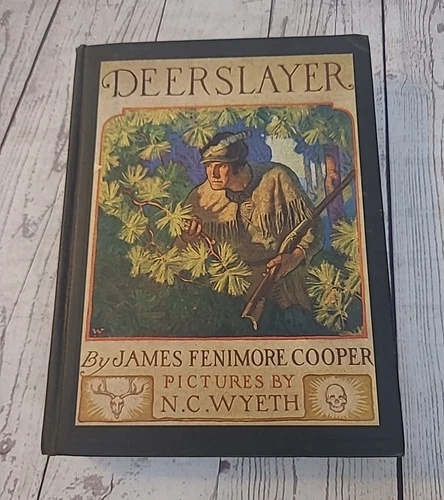 DEERSLAYER
By JAMES FENIMORE COOPER
PICTURES BY
N.C. WYETH